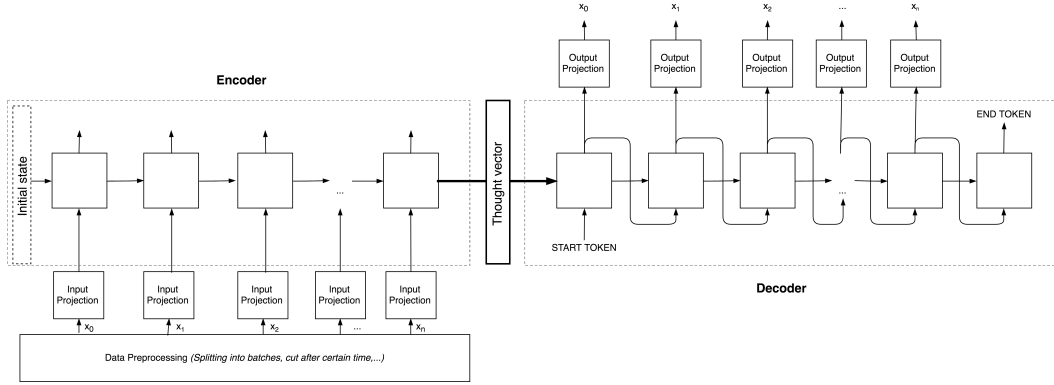 x0
x1
x2
...
xn
Output
Projection
Output
Projection
Output
Projection
Output
Projection
Output
Projection
Encoder
END TOKEN
Initial state
...
Thought vector
...
START TOKEN
Input
Projection
Input
Projection
Input
Projection
Input
Projection
Input
Projection
Decoder
x0
x1
x2
...
xn
Data Preprocessing (Splitting into batches, cut after certain time,...)